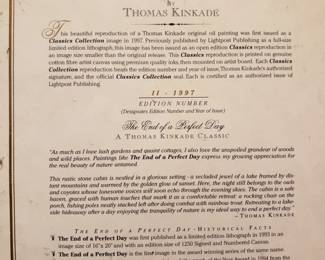 BY
THOMAS KINKADE
This beautiful reproduction of a Thomas Kinkade original oil painting was first issued as a
Classics Collection image in 1997. Previously published by Lightpost Publishing as a full-size
limited edition lithograph, this image has been issued as an open edition Classics reproduction in
an image size smaller than the original release. This Classics reproduction is printed on genuine
cotton fibre artist canvas using premium quality inks, then mounted on artist board. Each Classics
Collection reproduction bears the edition number and year of issue, Thomas Kinkade's authorized
signature, and the official Classics Collection seal. Each is certified as an authorized issue of
Lightpost Publishing.
II - 1997
EDITION NUMBER
(Designates Edition Number and Year of Issue)
The End of a Perfect Day
A THOMAS KINKADE CLASSIC
"As much as I love lush gardens and quaint cottages, I also love the unspoiled grandeur of woods
and wild places. Paintings like The End of a Perfect Day express my growing appreciation for
the real beauty of nature untamed.
This rustic stone cabin is nestled in a glorious setting - a secluded jewel of a lake framed by dis-
tant mountains and warmed by the golden glow of sunset. Here, the night still belongs to the owls
and coyotes whose lonesome voices will soon echo through the evening mists. The cabin is a safe
haven, graced with human touches that mark it as a comfortable retreat: a rocking chair on the
porch, fishing poles neatly stacked left after doing combat with rainbow trout. Retreating to a lake-
side hideaway after a day enjoying the tranquility of nature is my ideal way to end a perfect day."
- THOMAS KINKADE
THE END OF A PERFECT DAY - HISTORICAL FACTS
The End of a Perfect Day was first published as a limited edition lithograph in 1993 in an
image size of 16" x 20" and with an edition size of 1250 Signed and Numbered Canvas.
The End of a Perfect Day is the first image in the award winning series of the same name.